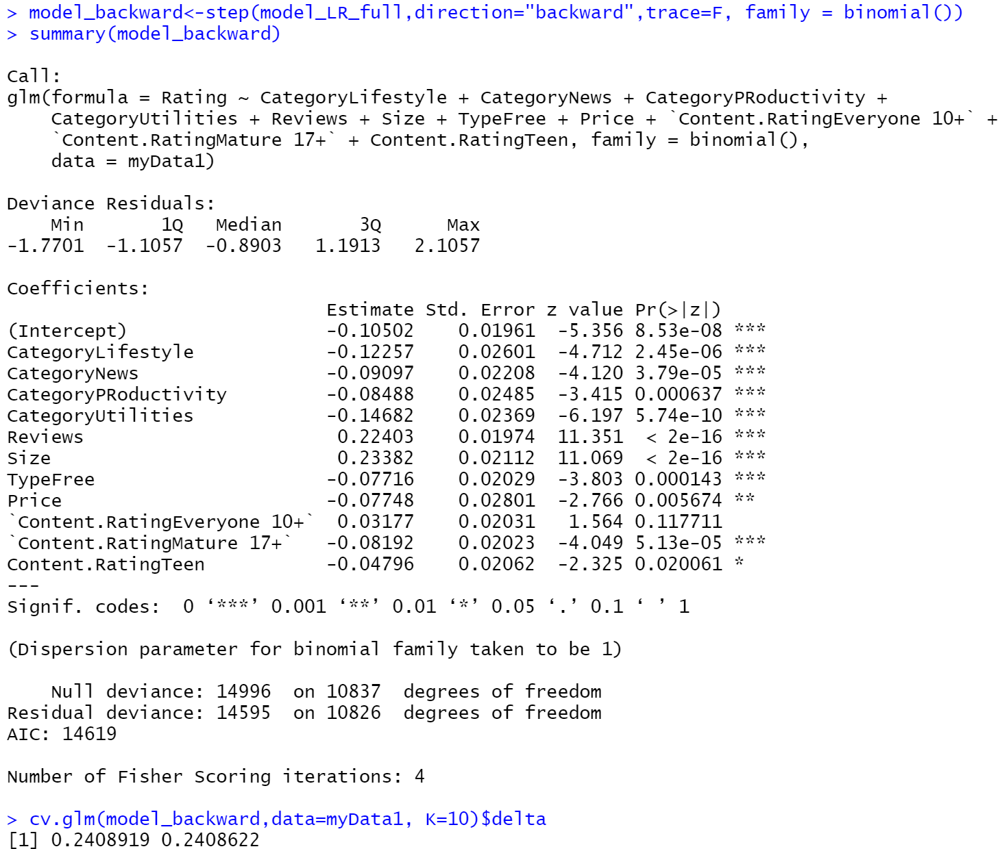 > model_backward<-step(model_LR_full,direction="backward",trace=F, family = binomial())
> summary(model_backward)

Call:
glm(formula = Rating ~ CategoryLifestyle + CategoryNews + CategoryPRoductivity +
    CategoryUtilities + Reviews + Size + TypeFree + Price + `Content.RatingEveryone 10+` +
    `Content.RatingMature 17+` + Content.RatingTeen, family = binomial(),
    data = myData1)

Deviance Residuals:
    Min       1Q   Median       3Q      Max
-1.7701  -1.1057  -0.8903   1.1913   2.1057

Coefficients:
                             Estimate Std. Error z value Pr(>|z|)
(Intercept)                  -0.10502    0.01961  -5.356 8.53e-08 ***
CategoryLifestyle            -0.12257    0.02601  -4.712 2.45e-06 ***
CategoryNews                 -0.09097    0.02208  -4.120 3.79e-05 ***
CategoryPRoductivity         -0.08488    0.02485  -3.415 0.000637 ***
CategoryUtilities            -0.14682    0.02369  -6.197 5.74e-10 ***
Reviews                       0.22403    0.01974  11.351  < 2e-16 ***
Size                          0.23382    0.02112  11.069  < 2e-16 ***
TypeFree                     -0.07716    0.02029  -3.803 0.000143 ***
Price                        -0.07748    0.02801  -2.766 0.005674 **
`Content.RatingEveryone 10+`  0.03177    0.02031   1.564 0.117711
`Content.RatingMature 17+`   -0.08192    0.02023  -4.049 5.13e-05 ***
Content.RatingTeen           -0.04796    0.02062  -2.325 0.020061 *
---
Signif. codes:  0 ‘***’ 0.001 ‘**’ 0.01 ‘*’ 0.05 ‘.’ 0.1 ‘ ’ 1

(Dispersion parameter for binomial family taken to be 1)

    Null deviance: 14996  on 10837  degrees of freedom
Residual deviance: 14595  on 10826  degrees of freedom
AIC: 14619

Number of Fisher Scoring iterations: 4

> cv.glm(model_backward,data=myData1, K=10)$delta
[1] 0.2408919 0.2408622